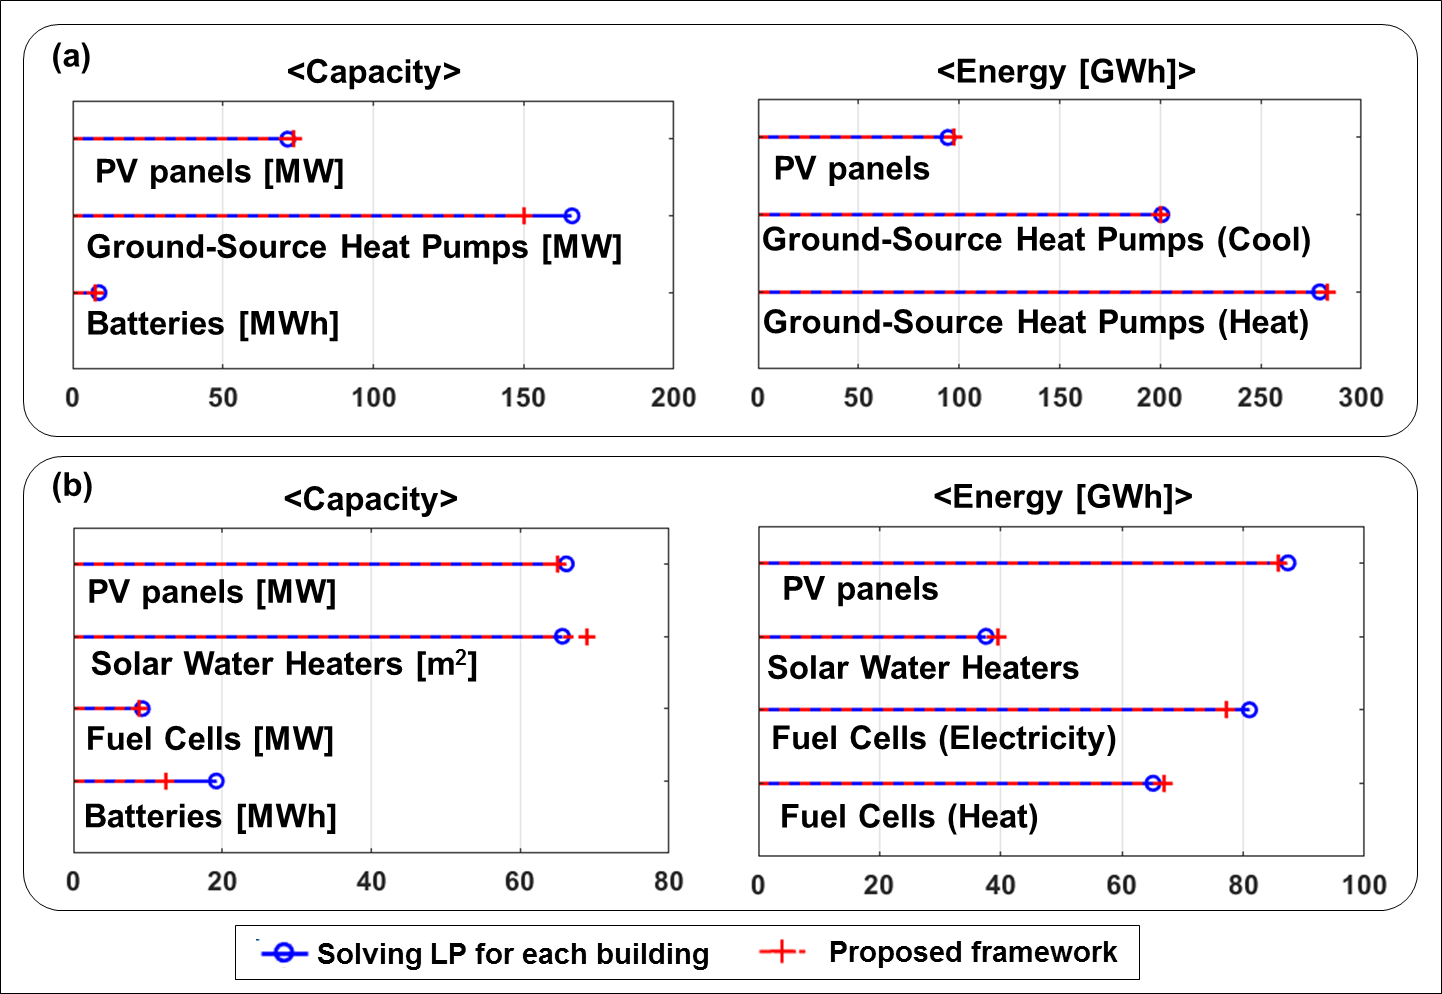 (a)
<Capacity>
PV panels [MW]
Ground-Source Heat Pumps [MW]
Batteries [MWh]
0 50 100 150 200
<Energy [GWh]>
PV panels
Ground-Source Heat Pumps (Cool)
Ground-Source Heat Pumps (Heat)
0 50 100 150 200 250 300
(b)
<Capacity>
PV panels [MW]
Solar Water Heaters [m²]
Fuel Cells [MW]
Batteries [MWh]
0 20 40 60 80
<Energy [GWh]>
PV panels
Solar Water Heaters
Fuel Cells (Electricity)
Fuel Cells (Heat)
0 20 40 60 80 100
Solving LP for each building
Proposed framework